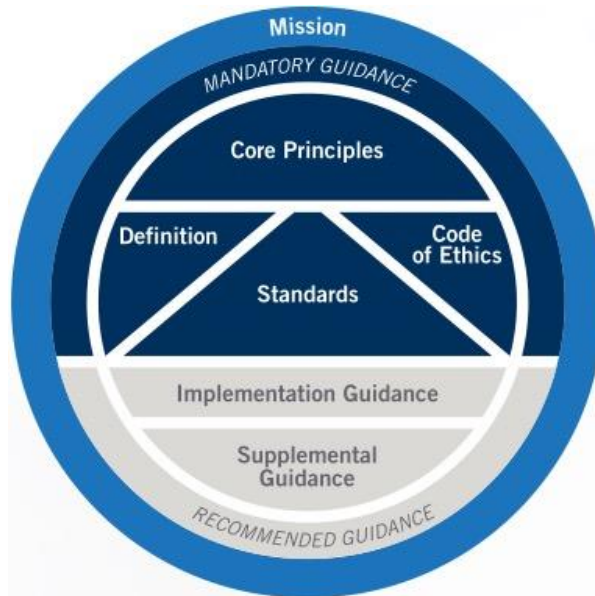 Mission
MANDATORY GUIDANCE
Core Principles
Definition
Code
of Ethics
Standards
Implementation Guidance
Supplemental
Guidance
RECOMMENDED GUIDANCE